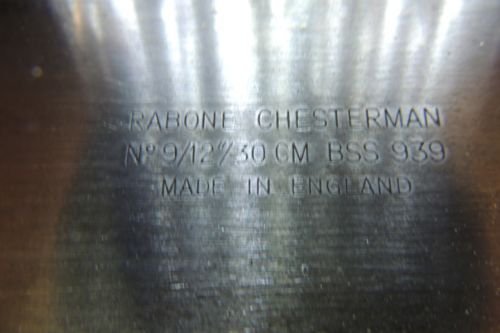 RABONE CHESTERMAN
Nº 9/12"/30 CM BSS 939
MADE IN ENGLAND